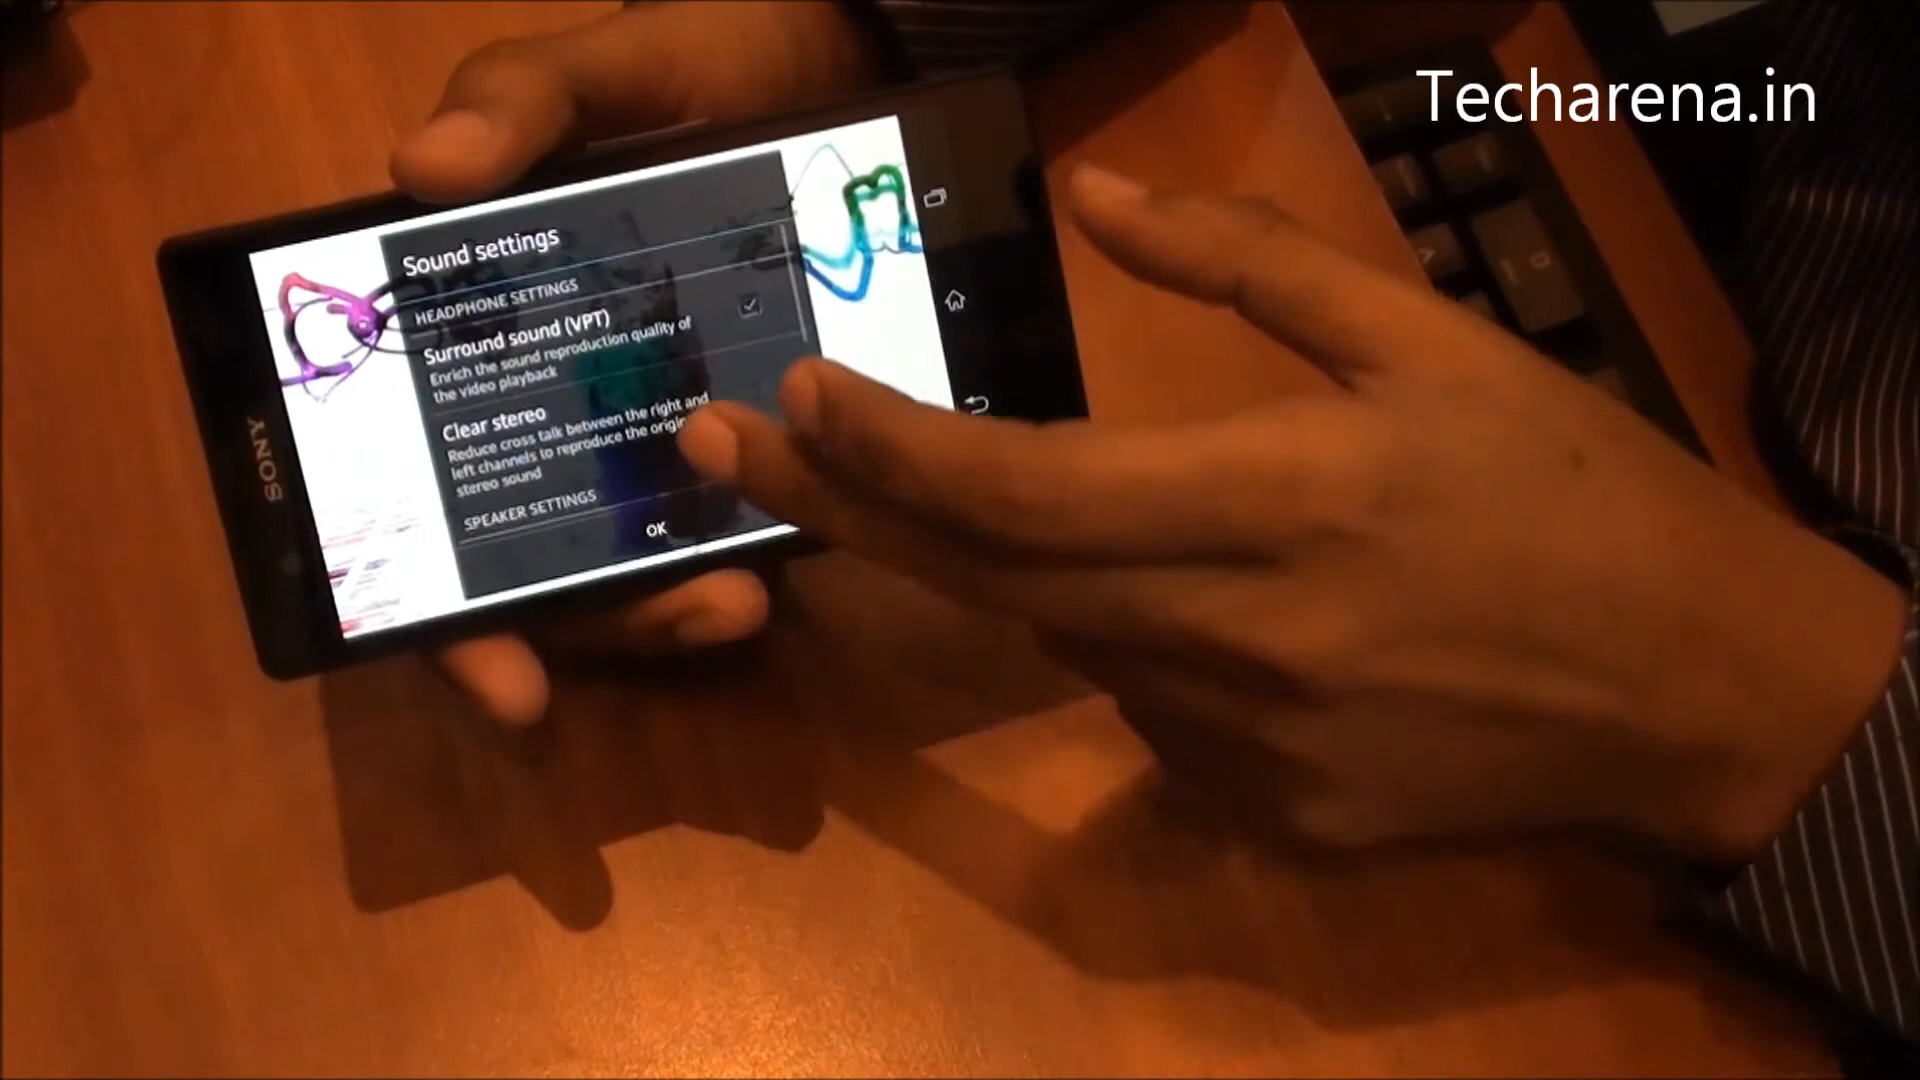 Techarena.in
Sound settings
HEADPHONE SETTINGS
Surround sound (VPT)
Enrich the sound reproduction quality of
the video playback
Clear stereo
Reduce cross talk between the right and
left channels to reproduce the
stereo sound
SPEAKER SETTINGS
OK
SONY